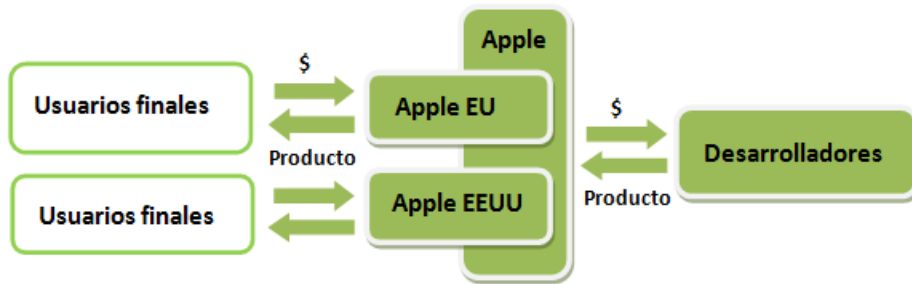 Apple
$
Usuarios finales
Apple EU
$
Desarrolladores
Producto
Producto
Usuarios finales
Apple EEUU